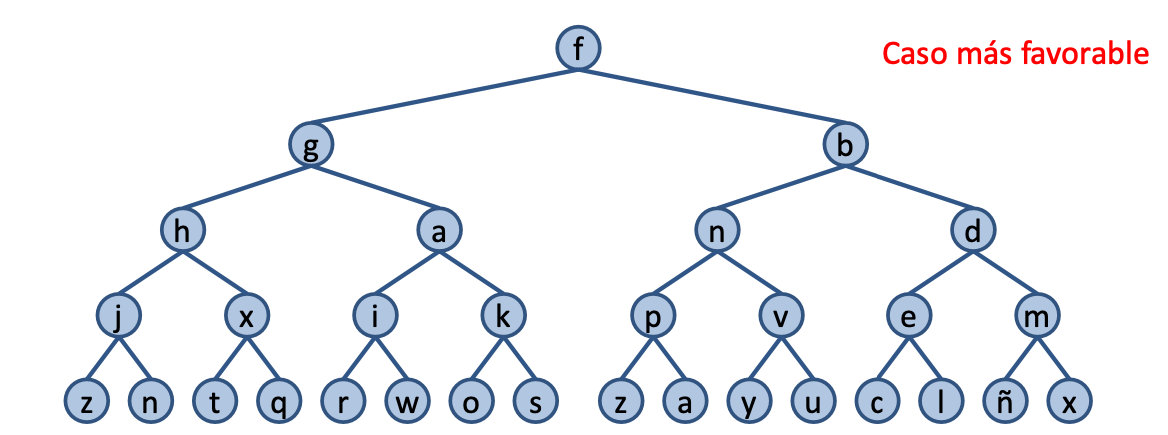 f
Caso más favorable
g b
h a n d
j x i k p v e m
z n t q r w o s z a y u c l ñ x